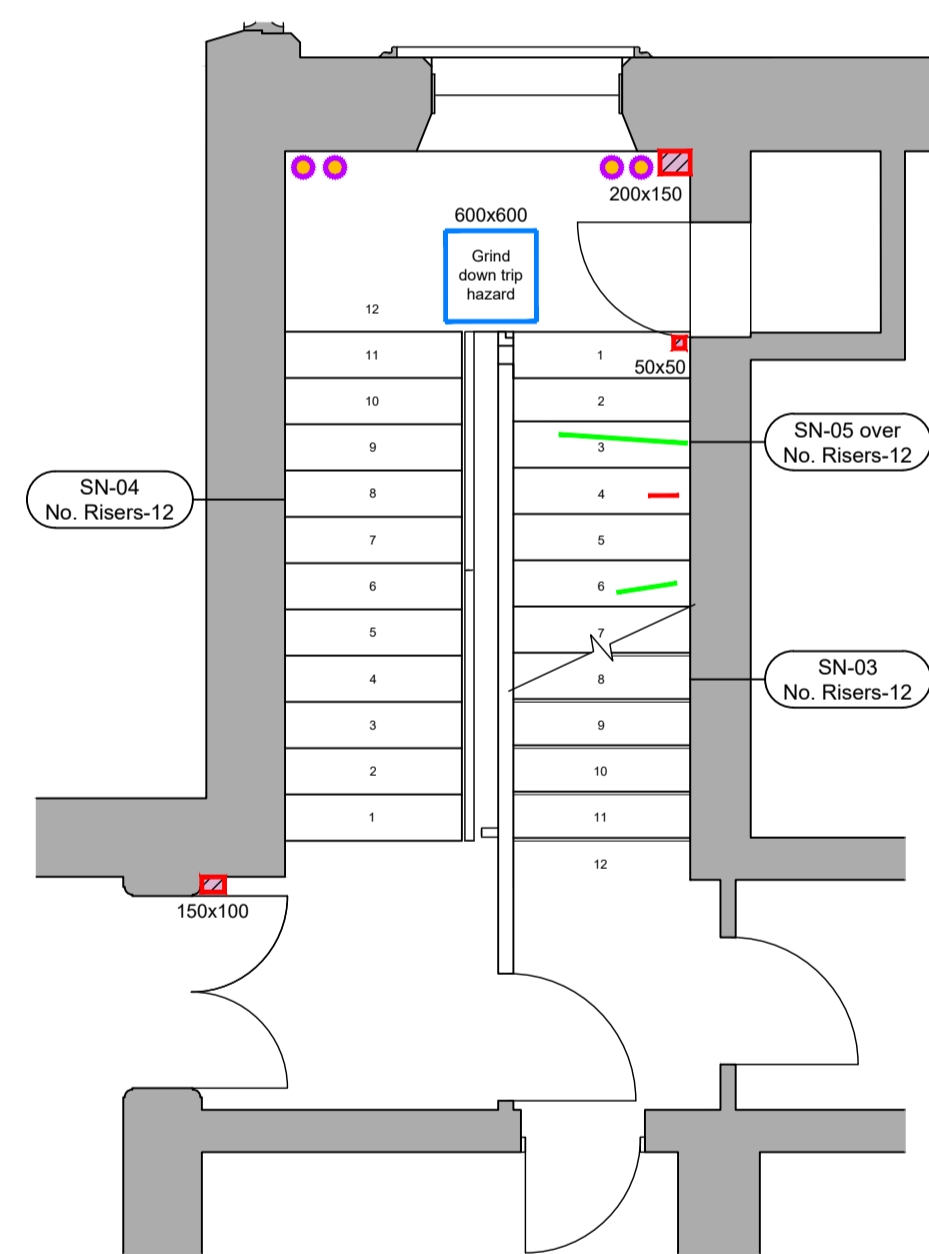 200x150
600x600
Grind
down trip
hazard
12
11
10
9
8
7
6
5
4
3
2
1
1
50x50
2
3
4
5
6
7
8
9
10
11
12
SN-05 over
No. Risers-12
SN-04
No. Risers-12
SN-03
No. Risers-12
150x100